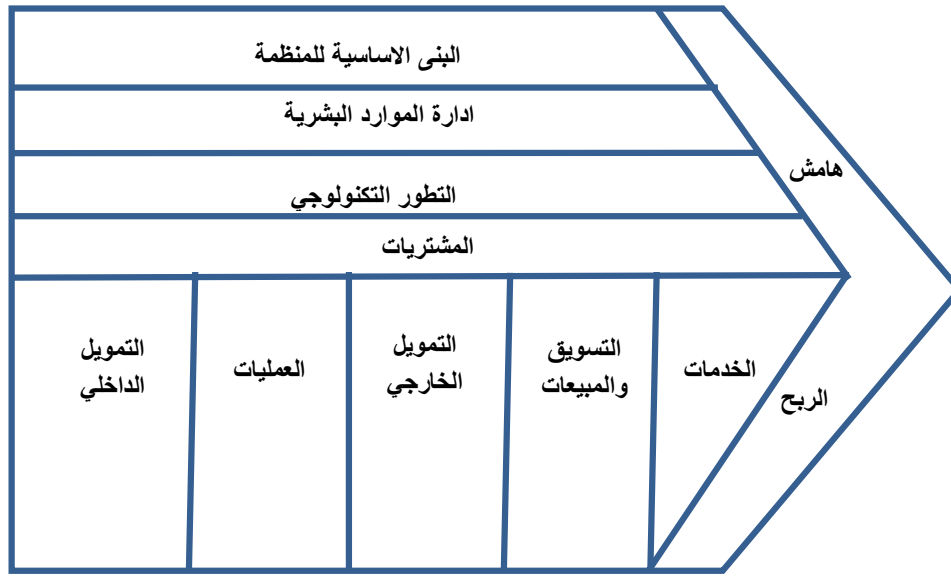 البنى الاساسية للمنظمة
ادارة الموارد البشرية
التطور التكنولوجي
المشتريات
هامش
الربح
الخدمات
التسويق
والمبيعات
التمويل
الخارجي
العمليات
التمويل
الداخلي